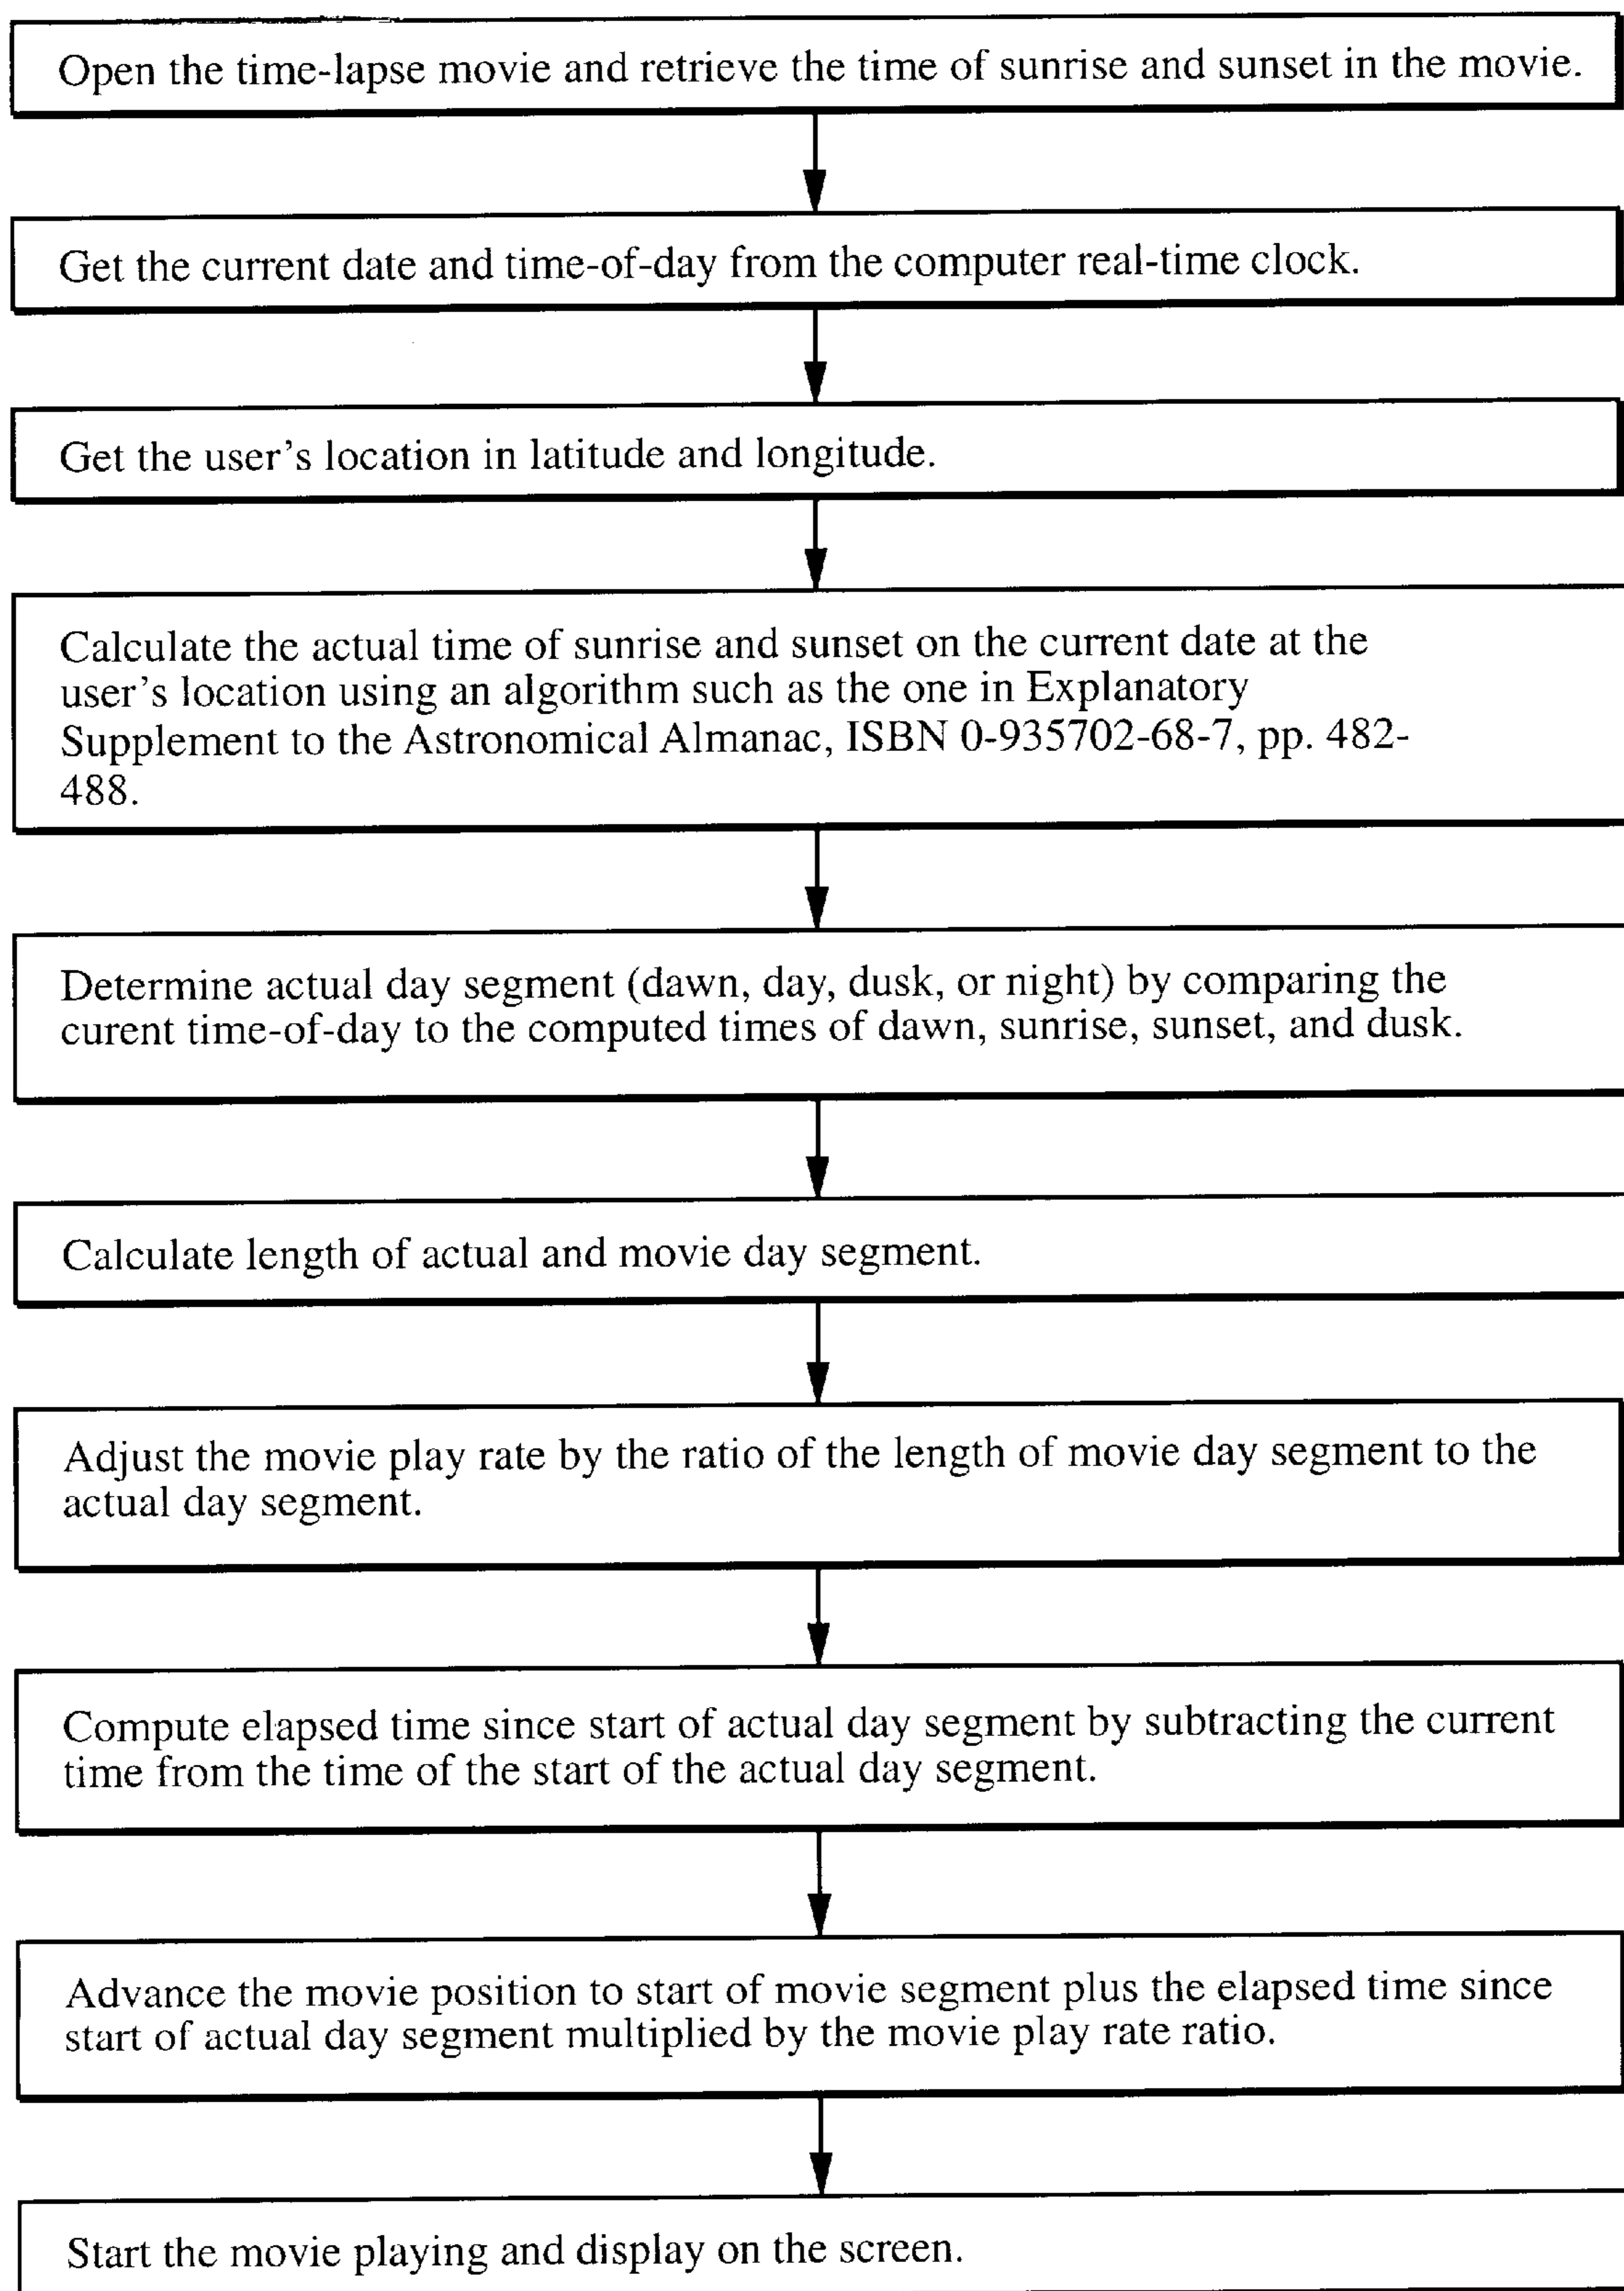 Open the time-lapse movie and retrieve the time of sunrise and sunset in the movie.
Get the current date and time-of-day from the computer real-time clock.
Get the user's location in latitude and longitude.
Calculate the actual time of sunrise and sunset on the current date at the
user's location using an algorithm such as the one in Explanatory
Supplement to the Astronomical Almanac, ISBN 0-935702-68-7, pp. 482-
488.
Determine actual day segment (dawn, day, dusk, or night) by comparing the
curent time-of-day to the computed times of dawn, sunrise, sunset, and dusk.
Calculate length of actual and movie day segment.
Adjust the movie play rate by the ratio of the length of movie day segment to the
actual day segment.
Compute elapsed time since start of actual day segment by subtracting the current
time from the time of the start of the actual day segment.
Advance the movie position to start of movie segment plus the elapsed time since
start of actual day segment multiplied by the movie play rate ratio.
Start the movie playing and display on the screen.